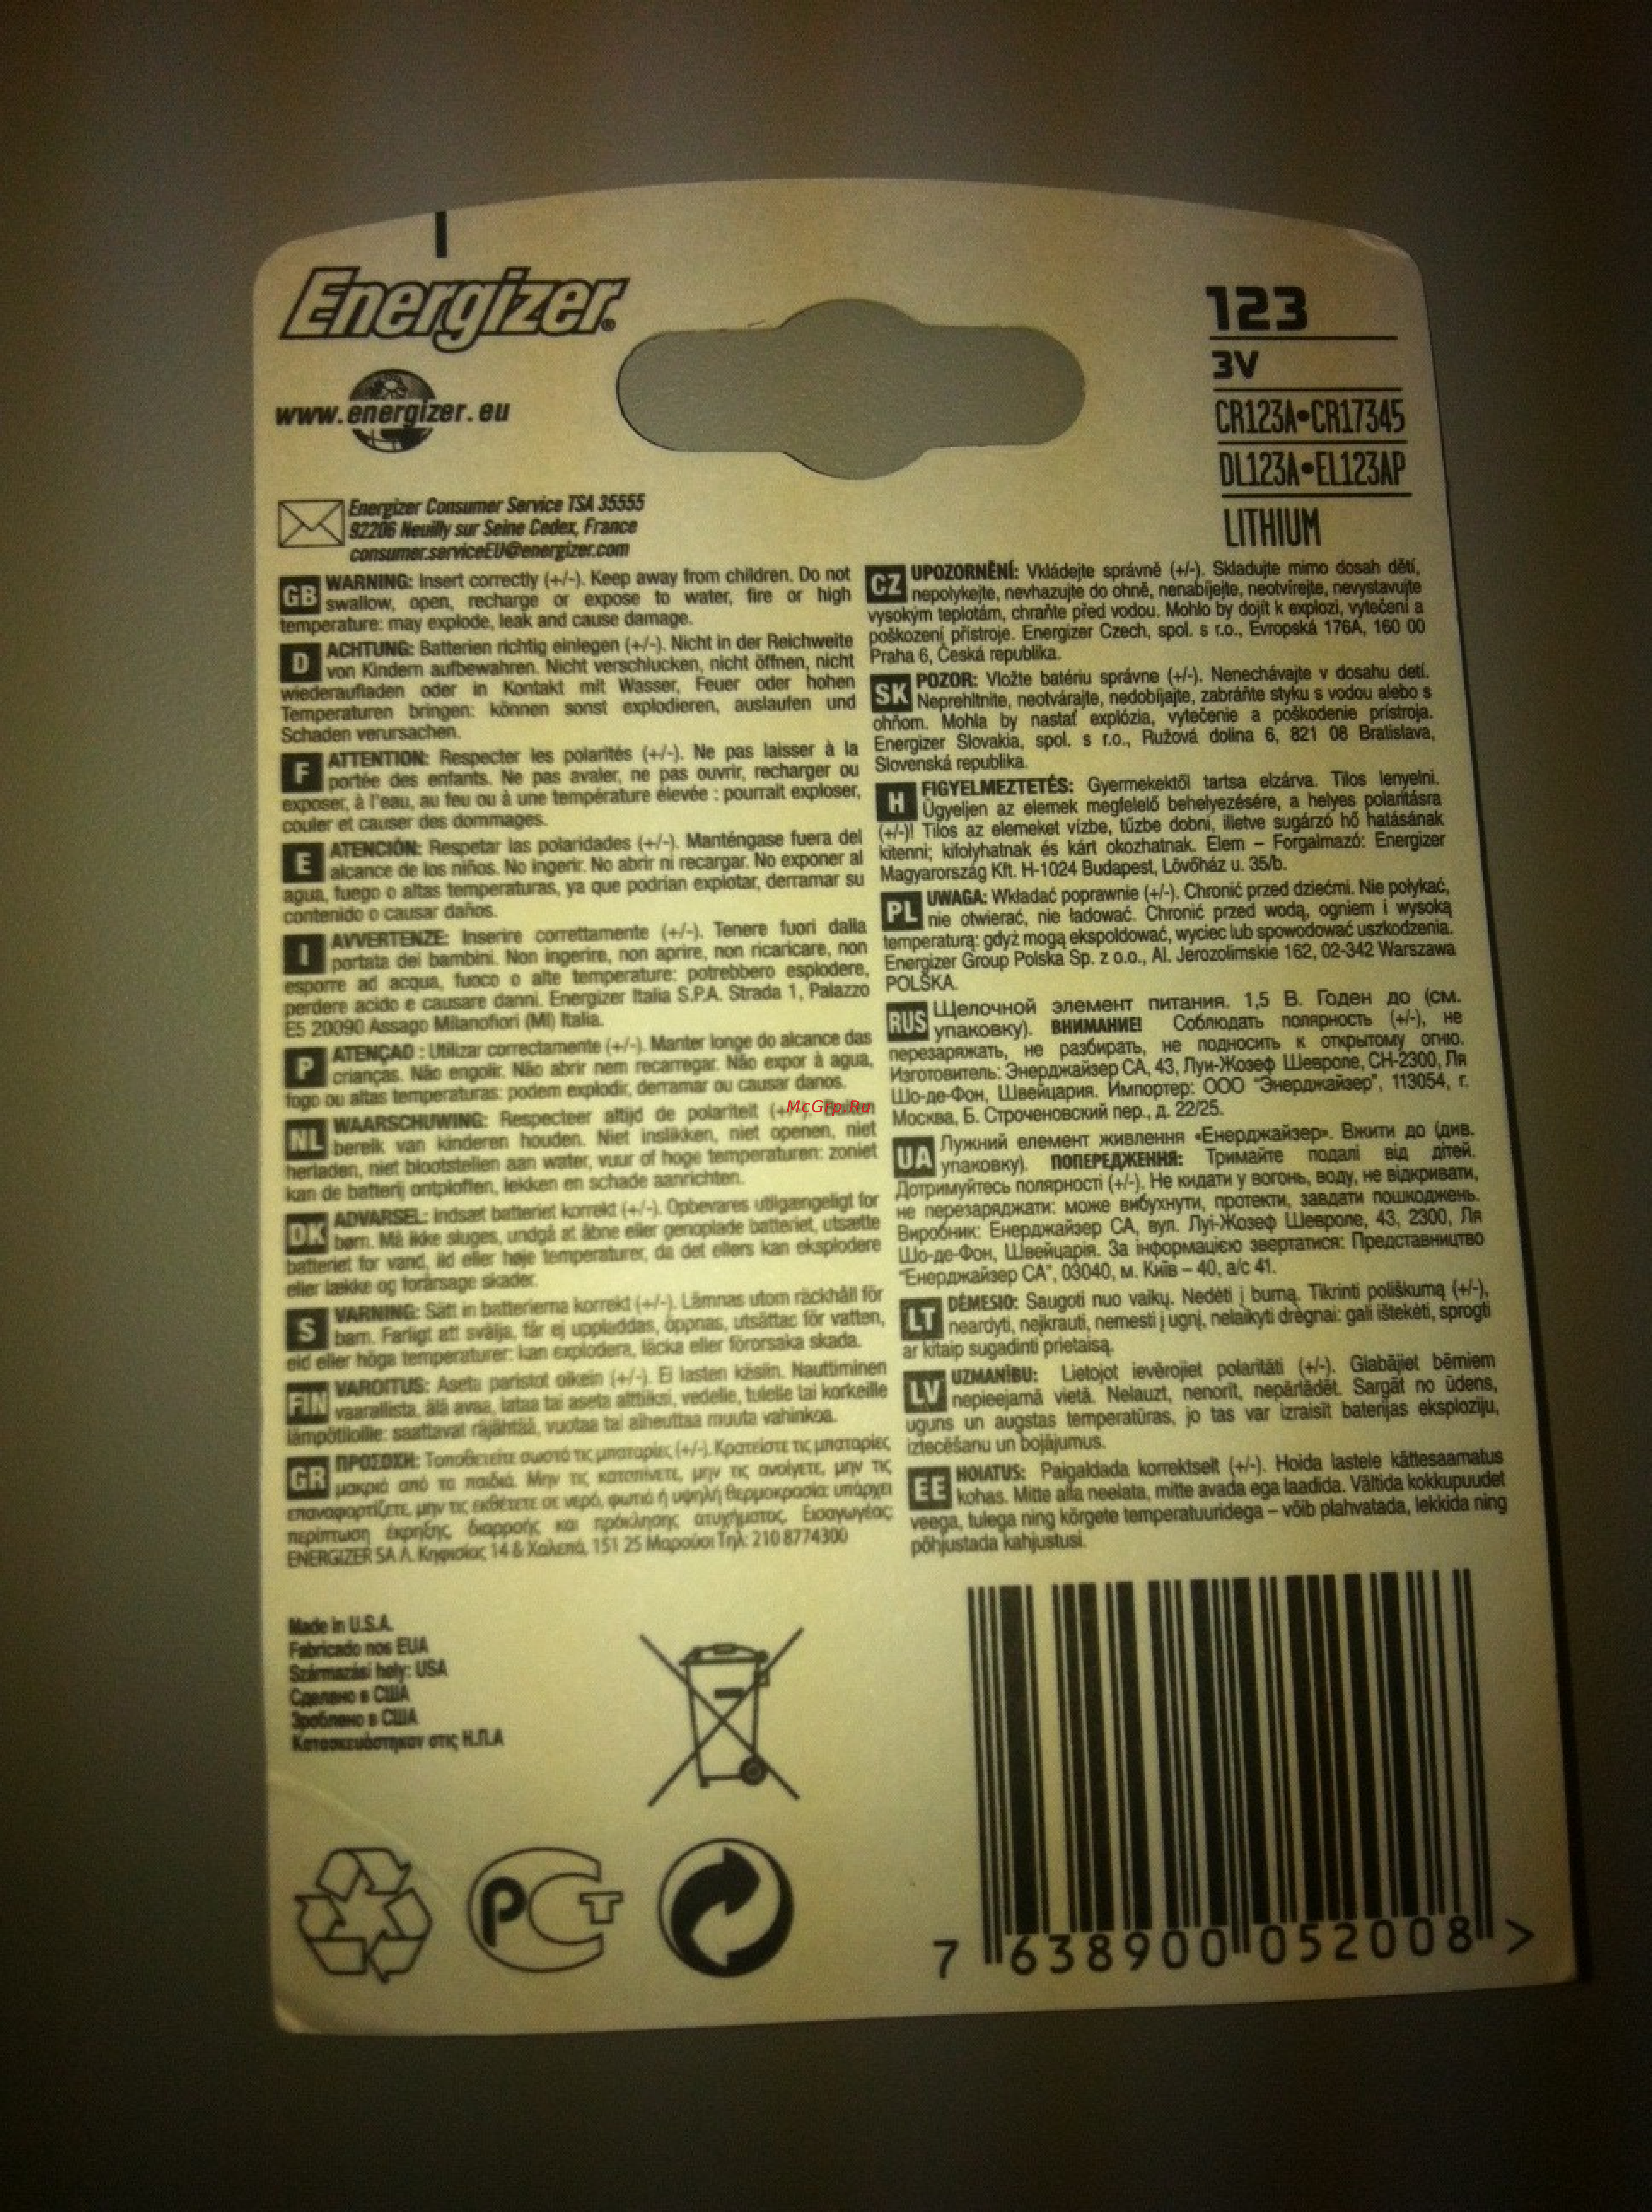 Energizer®
www.energizer.eu
Energizer Consumer Service TSA 35555
92206 Neuilly sur Seine Cedex, France
consumer.serviceEU@energizer.com
123
3V
CR123A•CR17345
DL123A•EL123AP
LITHIUM
GB WARNING: Insert correctly (+/-). Keep away from children. Do not
swallow, open, recharge or expose to water, fire or high
temperature: may explode, leak and cause damage.
D ACHTUNG: Batterien richtig einlegen (+/-). Nicht in der Reichweite
von Kindern aufbewahren. Nicht verschlucken, nicht öffnen, nicht
wiederaufladen oder in Kontakt mit Wasser, Feuer oder hohen
Temperaturen bringen: können sonst explodieren, auslaufen und
Schaden verursachen.
F ATTENTION: Respecter les polarités (+/-). Ne pas laisser à la
portée des enfants. Ne pas avaler, ne pas ouvrir, recharger ou
exposer, à l'eau, au feu ou à une température élevée : pourrait exploser,
couler et causer des dommages.
E ATENCIÓN: Respetar las polaridades (+/-). Manténgase fuera del
alcance de los niños. No ingerir. No abrir ni recargar. No exponer al
agua, fuego o altas temperaturas, ya que podrían explotar, derramar su
contenido o causar daños.
I AVVERTENZE: Inserire correttamente (+/-). Tenere fuori dalla
portata dei bambini. Non ingerire, non aprire, non ricaricare, non
esporre ad acqua, fuoco o alte temperature: potrebbero esplodere,
perdere acido e causare danni. Energizer Italia S.P.A. Strada 1, Palazzo
E5 20090 Assago Milanofiori (MI) Italia.
P ATENÇAO : Utilizar correctamente (+/-). Manter longe do alcance das
crianças. Não engolir. Não abrir nem recarregar. Não expor à agua,
fogo ou altas temperaturas: podem explodir, derramar ou causar danos.
NL WAARSCHUWING: Respecteer altijd de polariteit (+/-).
bereik van kinderen houden. Niet inslikken, niet openen, niet
herladen, niet blootstellen aan water, vuur of hoge temperaturen: zoniet
kan de batterij ontploffen, lekken en schade aanrichten.
DK ADVARSEL: Indsæt batteriet korrekt (+/-). Opbevares utilgængeligt for
børn. Må ikke sluges, undgå at åbne eller genoplade batteriet, utsætte
batteriet for vand, ild eller høje temperaturer, da det ellers kan eksplodere
eller lække og forårsage skader.
S VARNING: Sätt in batterierna korrekt (+/-). Lämnas utom räckhåll för
barn. Farligt att svälja, får ej uppladdas, öppnas, utsättas för vatten,
eld eller höga temperaturer: kan explodera, läcka eller förorsaka skada.
FIN VAROITUS: Aseta paristot oikein (+/-). Ei lasten käsiin. Nauttiminen
vaarallista, älä avaa, lataa tai aseta alttiiksi, vedelle, tulelle tai korkeille
lämpötiloille: saattavat räjähtää, vuotaa tai aiheuttaa muuta vahinkoa.
GR ΠΡΟΣΟΧΗ: Τοποθετείτε σωστά τις μπαταρίες (+/-). Κρατείστε τις μπαταρίες
μακριά από τα παιδιά. Μην τις καταπίνετε, μην τις ανοίγετε, μην τις
επαναφορτίζετε, μην τις εκθέτετε σε νερό, φωτιά ή υψηλή θερμοκρασία: υπάρχει
περίπτωση έκρηξης, διαρροής και πρόκλησης ατυχήματος. Εισαγωγέας:
ENERGIZER SA Λ. Κηφισίας 14 & Χαλεπά, 151 25 Μαρούσι Τηλ: 210 8774300
CZ UPOZORNĚNÍ: Vkládejte správně (+/-). Skladujte mimo dosah dětí,
nepolykejte, nevhazujte do ohně, nenabíjejte, neotvírejte, nevystavujte
vysokým teplotám, chraňte před vodou. Mohlo by dojít k explozi, vytečení a
poškození přístroje. Energizer Czech, spol. s r.o., Evropská 176A, 160 00
Praha 6, Česká republika.
SK POZOR: Vložte batériu správne (+/-). Nenechávajte v dosahu detí.
Neprehltnite, neotvárajte, nedobíjajte, zabráňte styku s vodou alebo s
ohňom. Mohla by nastať explózia, vytečenie a poškodenie prístroja.
Energizer Slovakia, spol. s r.o., Ružová dolina 6, 821 08 Bratislava,
Slovenská republika.
H FIGYELMEZTETÉS: Gyermekektől tartsa elzárva. Tilos lenyelni.
Ügyeljen az elemek megfelelő behelyezésére, a helyes polaritásra
(+/-)! Tilos az elemeket vízbe, tűzbe dobni, illetve sugárzó hő hatásának
kitenni; kifolyhatnak és kárt okozhatnak. Elem – Forgalmazó: Energizer
Magyarország Kft. H-1024 Budapest, Lövőház u. 35/b.
PL UWAGA: Wkładać poprawnie (+/-). Chronić przed dziećmi. Nie połykać,
nie otwierać, nie ładować. Chronić przed wodą, ogniem i wysoką
temperaturą: gdyż mogą ekspoldować, wyciec lub spowodować uszkodzenia.
Energizer Group Polska Sp. z o.o., Al. Jerozolimskie 162, 02-342 Warszawa
POLSKA.
RUS Щелочной элемент питания. 1,5 В. Годен до (см.
упаковку). ВНИМАНИЕ! Соблюдать полярность (+/-), не
перезаряжать, не разбирать, не подносить к открытому огню.
Изготовитель: Энерджайзер СА, 43, Луи-Жозеф Шевроле, СН-2300, Ля
Шо-де-Фон, Швейцария. Импортер: ООО "Энерджайзер", 113054, г.
Москва, Б. Строченовский пер., д. 22/25.
UA Лужний елемент живлення «Енерджайзер». Вжити до (див.
упаковку). ПОПЕРЕДЖЕННЯ: Тримайте подалі від дітей.
Дотримуйтесь полярності (+/-). Не кидати у вогонь, воду, не відкривати,
не перезаряджати: може вибухнути, протекти, завдати пошкоджень.
Виробник: Енерджайзер СА, вул. Луі-Жозеф Шевроле, 43, 2300, Ля
Шо-де-Фон, Швейцарія. За інформацією звертатися: Представництво
"Енерджайзер СА", 03040, м. Київ – 40, а/с 41.
LT DĖMESIO: Saugoti nuo vaikų. Nedėti į burną. Tikrinti poliškumą (+/-),
neardyti, neįkrauti, nemesti į ugnį, nelaikyti drėgnai: gali ištekėti, sprogti
ar kitaip sugadinti prietaisą.
LV UZMANĪBU: Lietojot ievērojiet polaritāti (+/-). Glabājiet bērniem
nepieejamā vietā. Nelauzt, nenorīt, nepārlādēt. Sargāt no ūdens,
uguns un augstas temperatūras, jo tas var izraisīt baterijas eksploziju,
iztecēšanu un bojājumus.
EE HOIATUS: Paigaldada korrektselt (+/-). Hoida lastele kättesaamatus
kohas. Mitte alla neelata, mitte avada ega laadida. Vältida kokkupuudet
veega, tulega ning kõrgete temperatuuridega – võib plahvatada, lekkida ning
põhjustada kahjustusi.
McGrp.Ru
Made in U.S.A.
Fabricado nos EUA
Származási hely: USA
Сделано в США
Зроблено в США
Κατασκευάστηκαν στις Η.Π.Α
РСТ
7 638900 052008 >